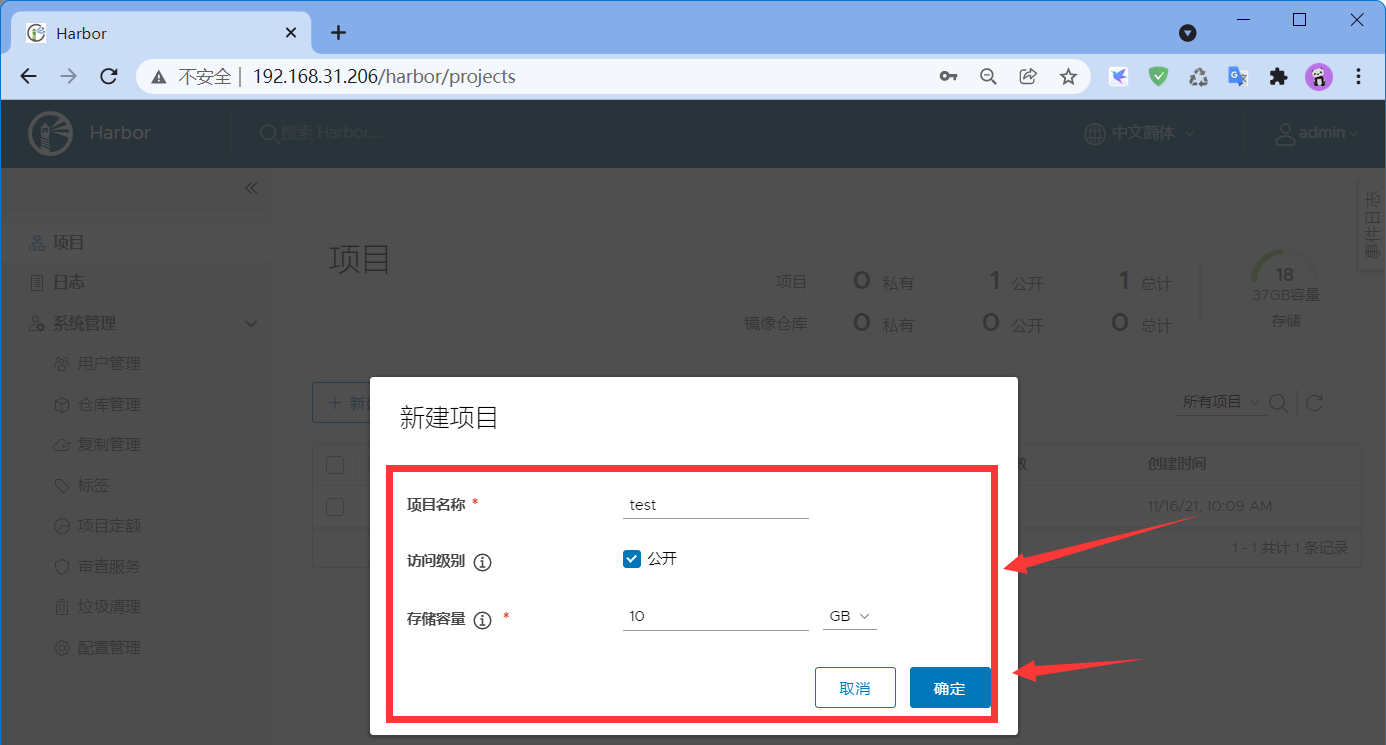 Harbor
不安全 192.168.31.206/harbor/projects
Harbor
搜索 Harbor...
中文简体
admin
事件日志
项目
日志
系统管理
用户管理
仓库管理
复制管理
标签
项目定额
审查服务
垃圾清理
配置管理
项目
项目 0 私有 1 公开 1 总计
镜像仓库 0 私有 0 公开 0 总计
18
37GB容量
存储
所有项目
创建时间
11/16/21, 10:09 AM
1 - 1 共计 1 条记录
新建项目
项目名称 * test
访问级别 公开
存储容量 * 10 GB
取消 确定